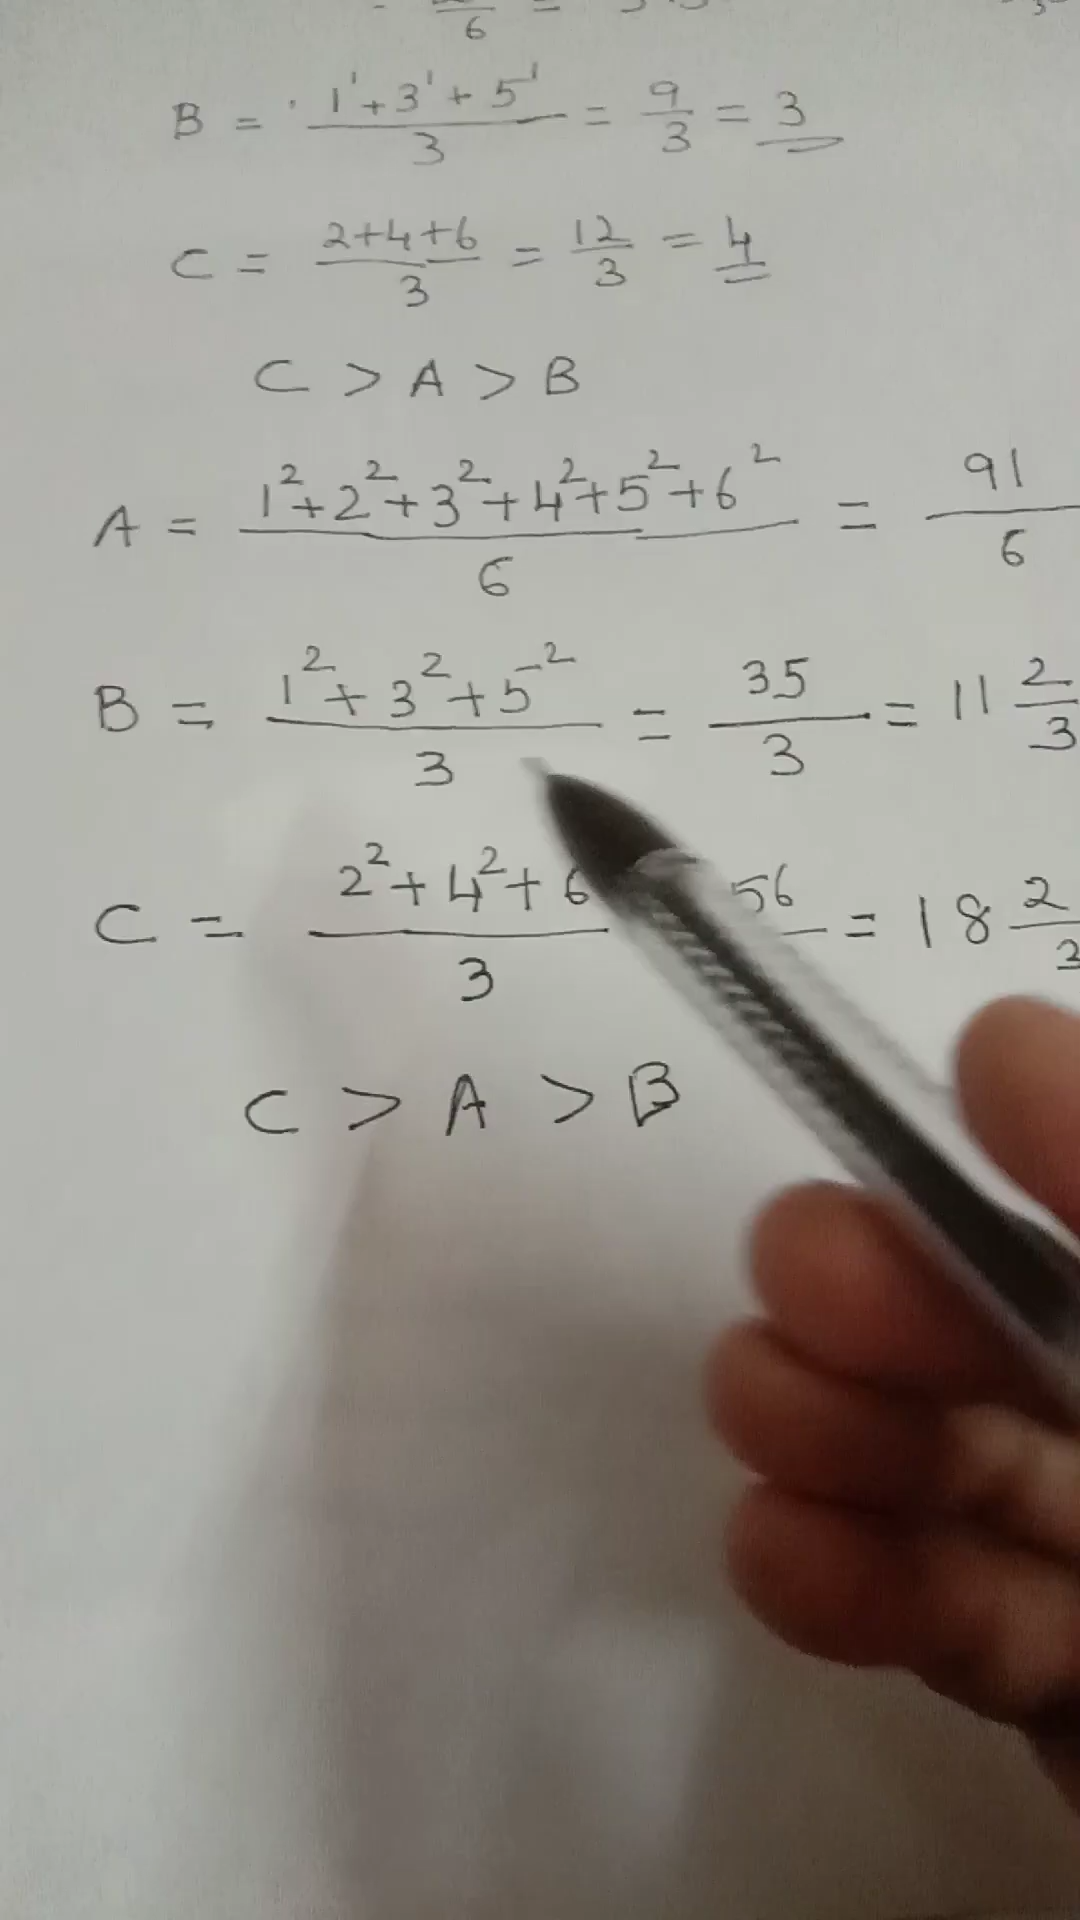 6
B = 1¹ + 3¹ + 5¹ / 3 = 9/3 = 3
C = 2+4+6 / 3 = 12/3 = 4
C > A > B
A = 1² + 2² + 3² + 4² + 5² + 6² / 6 = 91/6
B = 1² + 3² + 5² / 3 = 35/3 = 11 2/3
C = 2² + 4² + 6 / 3 56 = 18 2/3
C > A > B